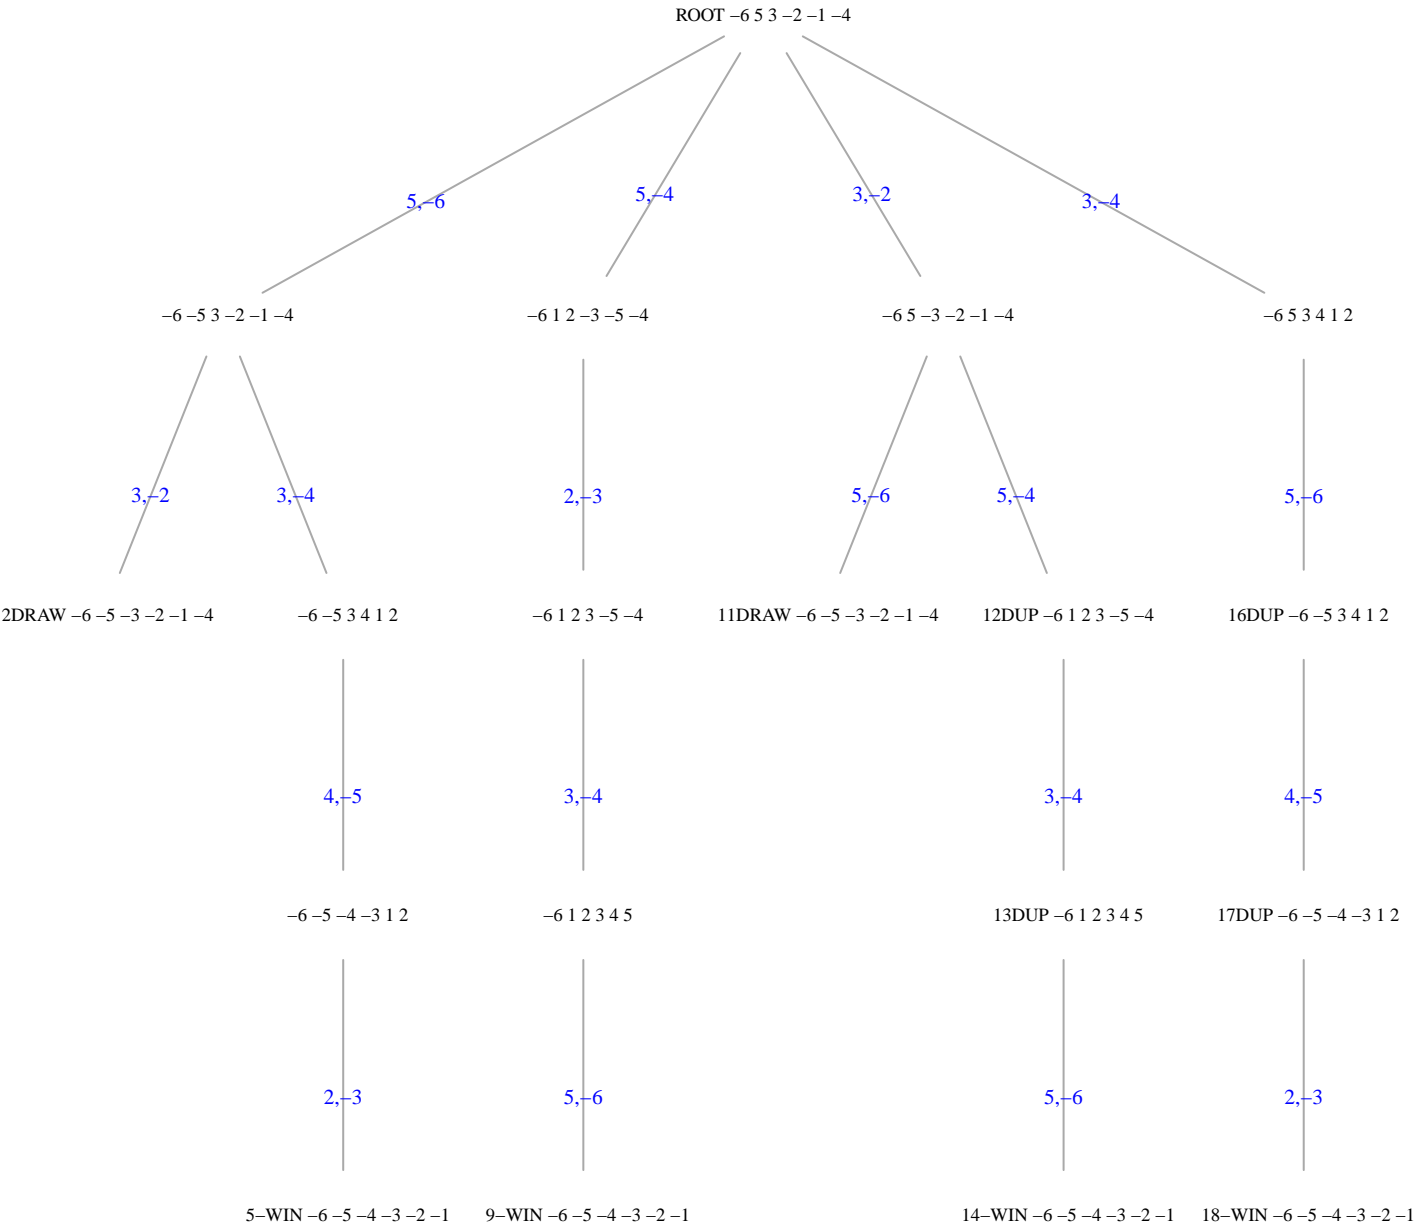 ROOT –6 5 3 –2 –1 –4
5,–6
5,–4
3,–2
3,–4
–6 –5 3 –2 –1 –4
–6 1 2 –3 –5 –4
–6 5 –3 –2 –1 –4
–6 5 3 4 1 2
3,–2
3,–4
2,–3
5,–6
5,–4
5,–6
2DRAW –6 –5 –3 –2 –1 –4
–6 –5 3 4 1 2
–6 1 2 3 –5 –4
11DRAW –6 –5 –3 –2 –1 –4
12DUP –6 1 2 3 –5 –4
16DUP –6 –5 3 4 1 2
4,–5
3,–4
3,–4
4,–5
–6 –5 –4 –3 1 2
–6 1 2 3 4 5
13DUP –6 1 2 3 4 5
17DUP –6 –5 –4 –3 1 2
2,–3
5,–6
5,–6
2,–3
5–WIN –6 –5 –4 –3 –2 –1
9–WIN –6 –5 –4 –3 –2 –1
14–WIN –6 –5 –4 –3 –2 –1
18–WIN –6 –5 –4 –3 –2 –1